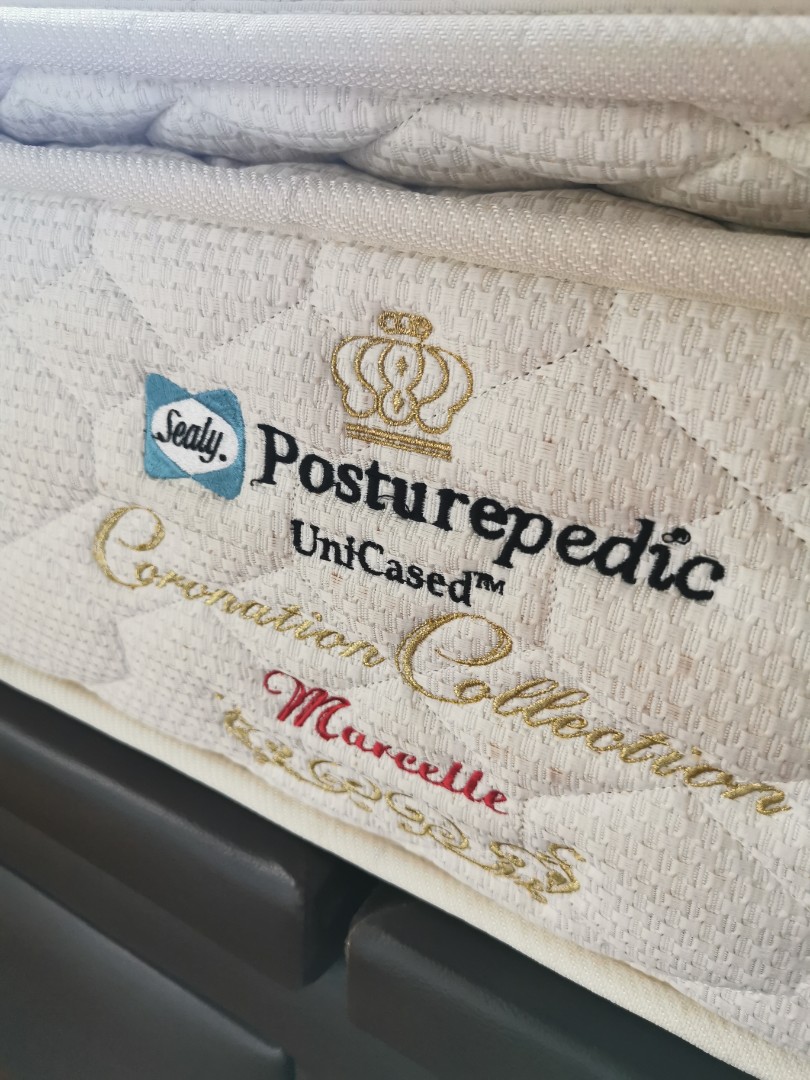 Sealy.
Posturepedic
UniCased™
Coronation Collection
Marcelle